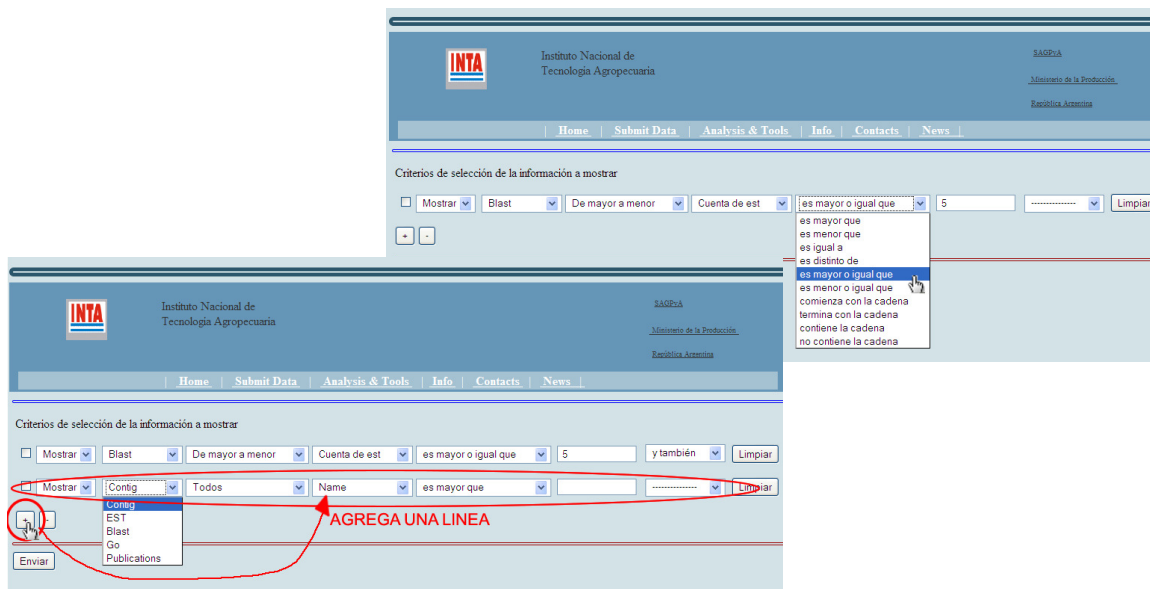 INTA
Instituto Nacional de
Tecnología Agropecuaria
SAGPyA
Ministerio de la Producción
República Argentina
| Home | Submit Data | Analysis & Tools | Info | Contacts | News |
Criterios de selección de la información a mostrar
Mostrar Blast De mayor a menor Cuenta de est es mayor o igual que 5 --------------- Limpiar
es mayor que
es menor que
es igual a
es distinto de
es mayor o igual que
es menor o igual que
comienza con la cadena
termina con la cadena
contiene la cadena
no contiene la cadena
+ -
INTA
Instituto Nacional de
Tecnología Agropecuaria
SAGPyA
Ministerio de la Producción
República Argentina
| Home | Submit Data | Analysis & Tools | Info | Contacts | News |
Criterios de selección de la información a mostrar
Mostrar Blast De mayor a menor Cuenta de est es mayor o igual que 5 y también Limpiar
Mostrar Contig Todos Name es mayor que --------------- Limpiar
Contig
EST
Blast
Go
Publications
+ -
AGREGA UNA LINEA
Enviar